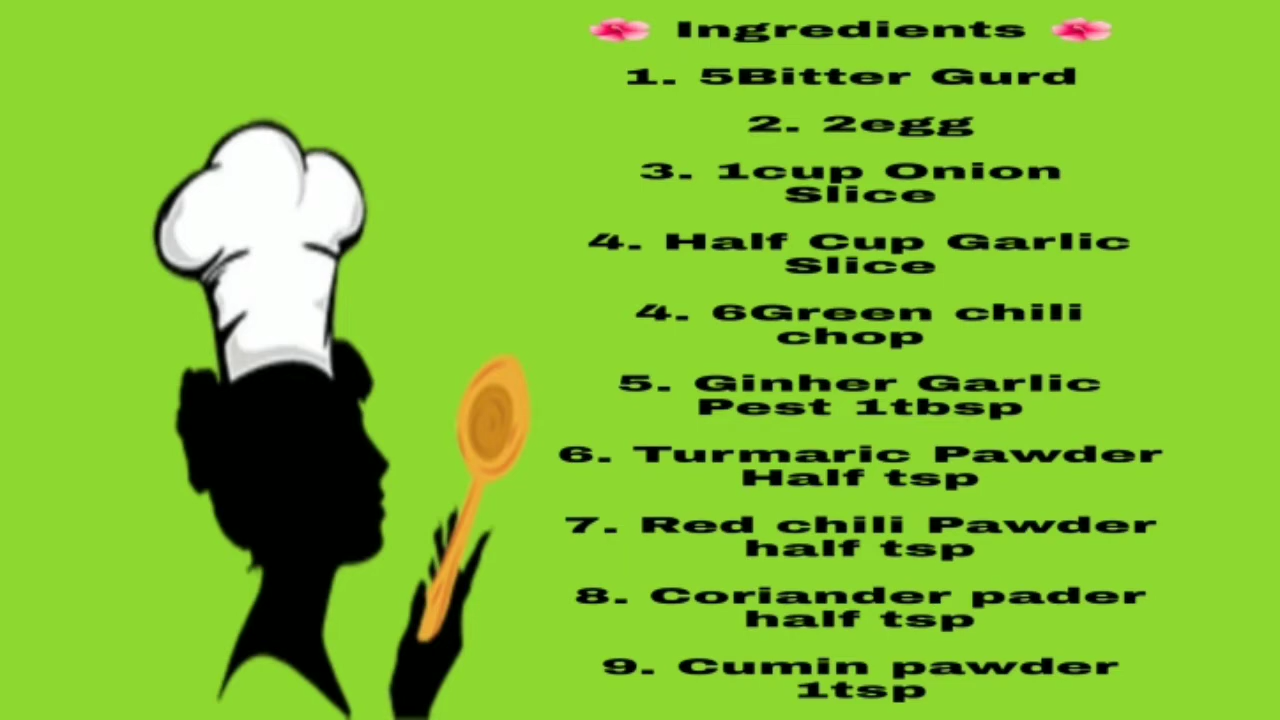 Ingredients
1. 5Bitter Gurd
2. 2egg
3. 1cup Onion
Slice
4. Half Cup Garlic
Slice
4. 6Green chili
chop
5. Ginher Garlic
Pest 1tbsp
6. Turmaric Pawder
Half tsp
7. Red chili Pawder
half tsp
8. Coriander pader
half tsp
9. Cumin pawder
1tsp